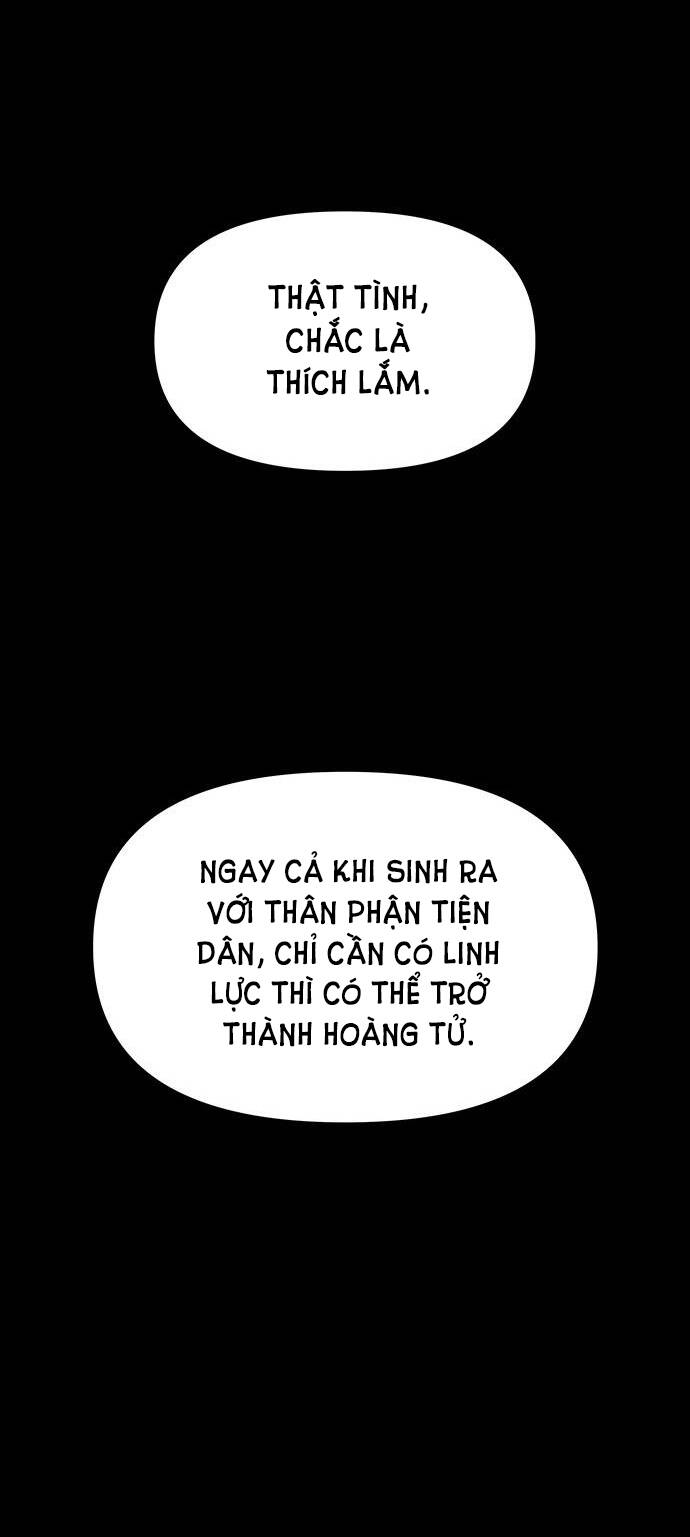 THẬT TÌNH,
CHẮC LÀ
THÍCH LẮM.
NGAY CẢ KHI SINH RA
VỚI THÂN PHẬN TIỆN
DÂN, CHỈ CẦN CÓ LINH
LỰC THÌ CÓ THỂ TRỞ
THÀNH HOÀNG TỬ.